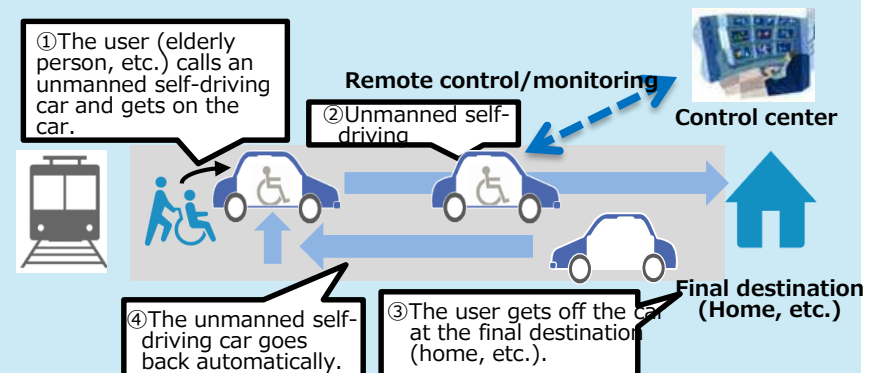 ①The user (elderly
person, etc.) calls an
unmanned self-driving
car and gets on the
car.
Remote control/monitoring
Control center
②Unmanned self-
driving
Final destination
(Home, etc.)
③The user gets off the car
at the final destination
(home, etc.).
④The unmanned self-
driving car goes
back automatically.